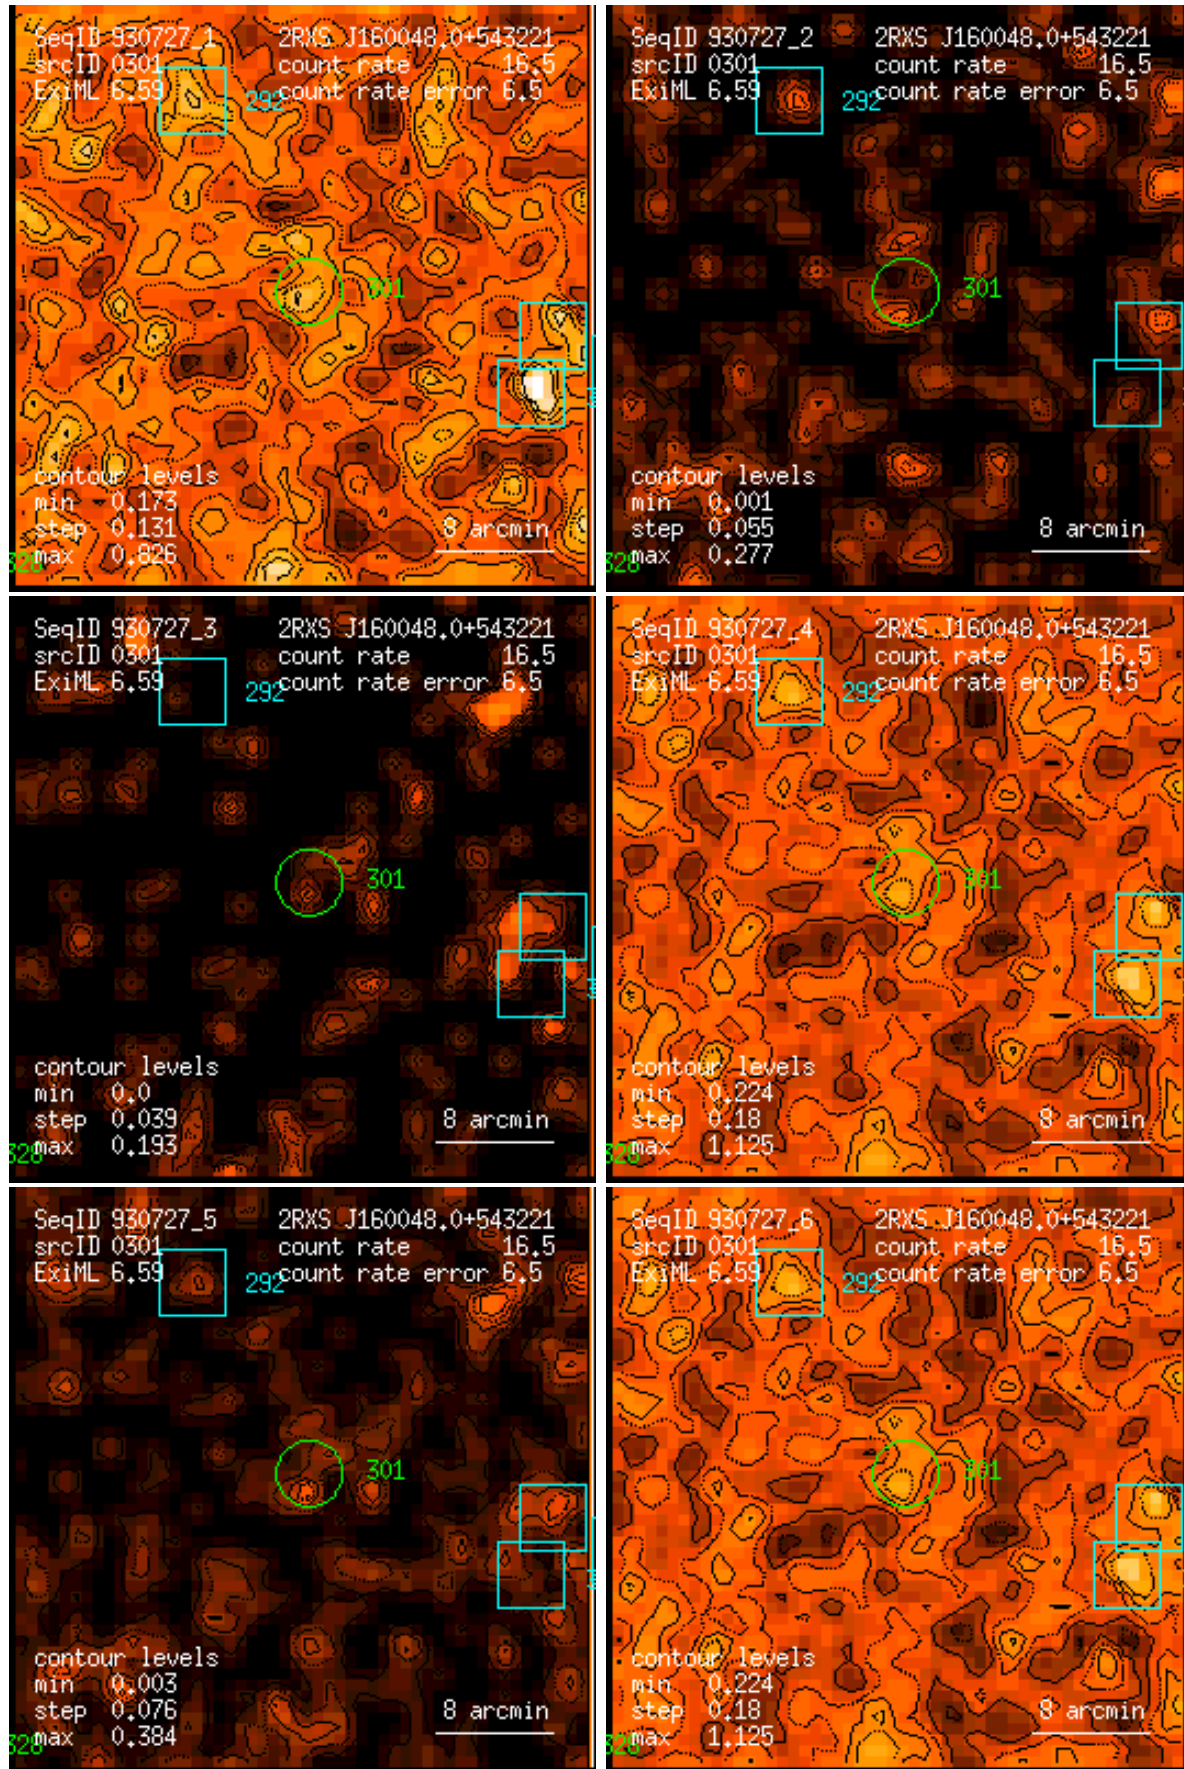 SeqID 930727_1 2RXS J160048.0+543221
srcID 0301 count rate 16.5
ExiML 6.59 292 count rate error 6.5
301
contour levels
min 0.173
step 0.131 8 arcmin
328 max 0.826
SeqID 930727_2 2RXS J160048.0+543221
srcID 0301 count rate 16.5
ExiML 6.59 292 count rate error 6.5
301
contour levels
min 0.001
step 0.055 8 arcmin
328 max 0.277
SeqID 930727_3 2RXS J160048.0+543221
srcID 0301 count rate 16.5
ExiML 6.59 292 count rate error 6.5
301
contour levels
min 0.0
step 0.039 8 arcmin
328 max 0.193
SeqID 930727_4 2RXS J160048.0+543221
srcID 0301 count rate 16.5
ExiML 6.59 292 count rate error 6.5
301
contour levels
min 0.224
step 0.18 8 arcmin
328 max 1.125
SeqID 930727_5 2RXS J160048.0+543221
srcID 0301 count rate 16.5
ExiML 6.59 292 count rate error 6.5
301
contour levels
min 0.003
step 0.076 8 arcmin
328 max 0.384
SeqID 930727_6 2RXS J160048.0+543221
srcID 0301 count rate 16.5
ExiML 6.59 292 count rate error 6.5
301
contour levels
min 0.224
step 0.18 8 arcmin
328 max 1.125